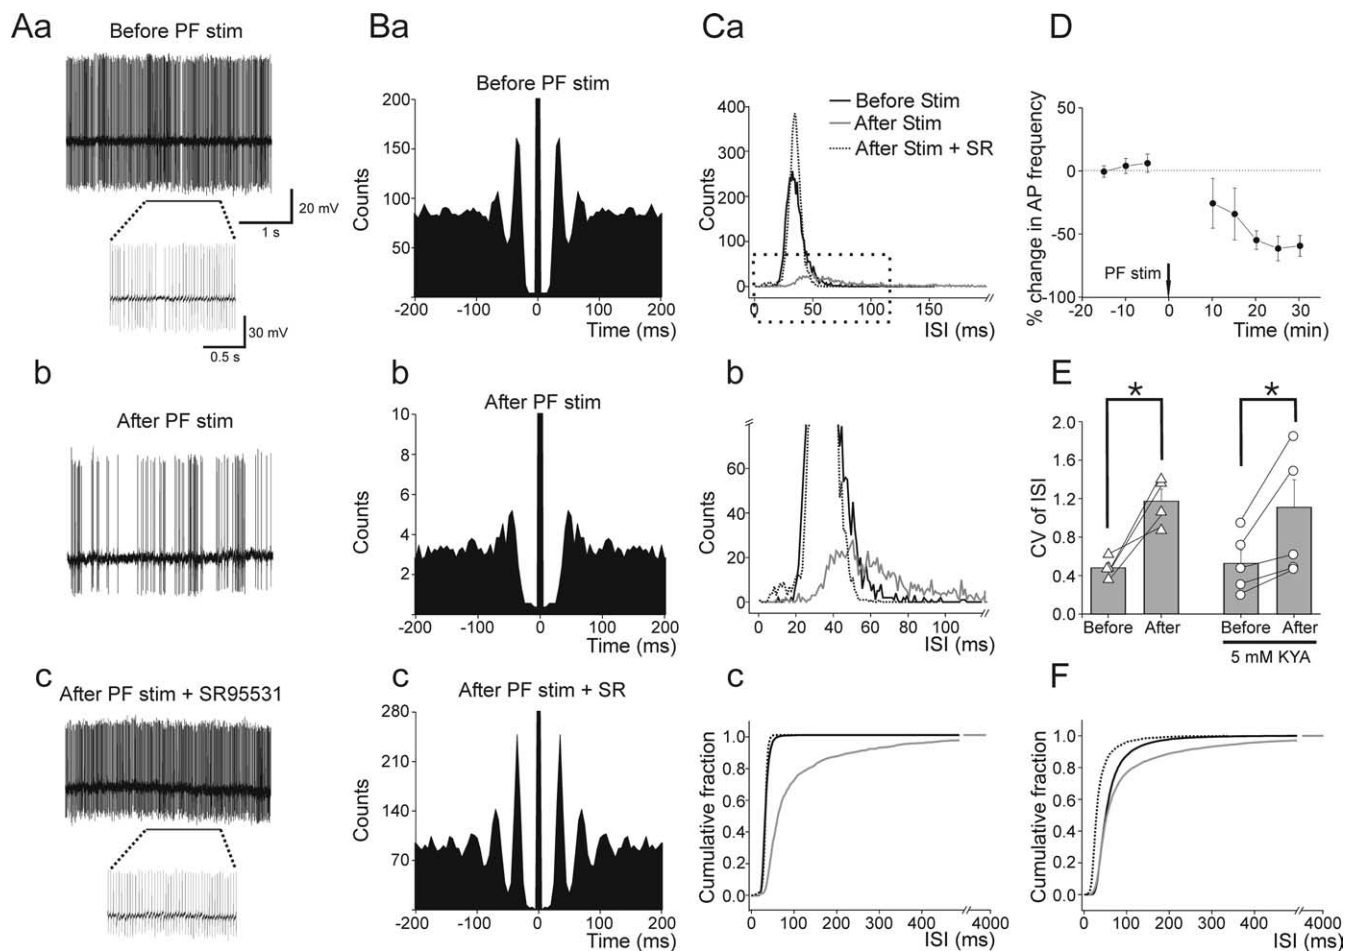 Aa
Before PF stim
20 mV
1 s
30 mV
0.5 s
b
After PF stim
c
After PF stim + SR95531
Ba
Before PF stim
Counts
200
150
100
50
-200 -100 0 100 200
Time (ms)
b
After PF stim
Counts
10
8
6
4
2
-200 -100 0 100 200
Time (ms)
c
After PF stim + SR
Counts
280
210
140
70
-200 -100 0 100 200
Time (ms)
Ca
Before Stim
After Stim
After Stim + SR
Counts
400
300
200
100
0
0 50 100 150
ISI (ms)
b
Counts
60
40
20
0
0 20 40 60 80 100
ISI (ms)
c
Cumulative fraction
1.0
0.8
0.6
0.4
0.2
0.0
0 100 200 300 400 4000
ISI (ms)
D
% change in AP frequency
50
0
-50
-100
PF stim
-20 -10 0 10 20 30
Time (min)
E
* *
CV of ISI
2.0
1.6
1.2
0.8
0.4
0.0
Before After Before After
5 mM KYA
F
Cumulative fraction
1.0
0.8
0.6
0.4
0.2
0.0
0 100 200 300 400 4000
ISI (ms)